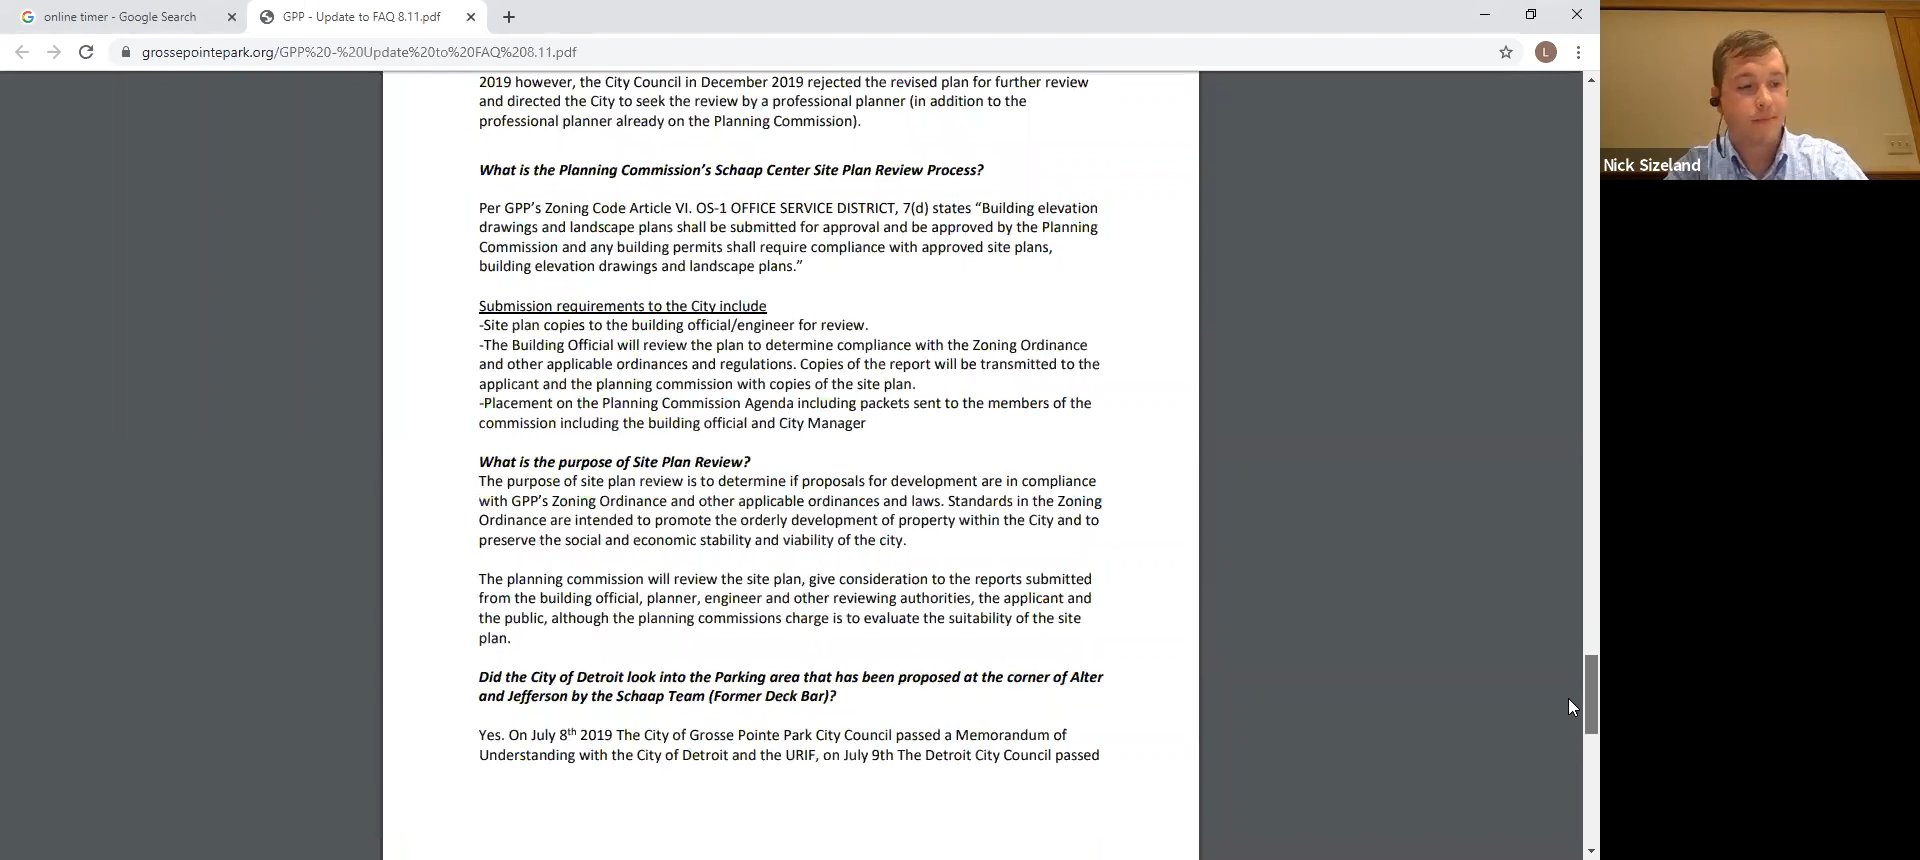 online timer - Google Search
GPP - Update to FAQ 8.11.pdf
grossepointepark.org/GPP%20-%20Update%20to%20FAQ%208.11.pdf
L
2019 however, the City Council in December 2019 rejected the revised plan for further review
and directed the City to seek the review by a professional planner (in addition to the
professional planner already on the Planning Commission).
What is the Planning Commission's Schaap Center Site Plan Review Process?
Per GPP's Zoning Code Article VI. OS-1 OFFICE SERVICE DISTRICT, 7(d) states “Building elevation
drawings and landscape plans shall be submitted for approval and be approved by the Planning
Commission and any building permits shall require compliance with approved site plans,
building elevation drawings and landscape plans.”
Submission requirements to the City include
-Site plan copies to the building official/engineer for review.
-The Building Official will review the plan to determine compliance with the Zoning Ordinance
and other applicable ordinances and regulations. Copies of the report will be transmitted to the
applicant and the planning commission with copies of the site plan.
-Placement on the Planning Commission Agenda including packets sent to the members of the
commission including the building official and City Manager
What is the purpose of Site Plan Review?
The purpose of site plan review is to determine if proposals for development are in compliance
with GPP's Zoning Ordinance and other applicable ordinances and laws. Standards in the Zoning
Ordinance are intended to promote the orderly development of property within the City and to
preserve the social and economic stability and viability of the city.
The planning commission will review the site plan, give consideration to the reports submitted
from the building official, planner, engineer and other reviewing authorities, the applicant and
the public, although the planning commissions charge is to evaluate the suitability of the site
plan.
Did the City of Detroit look into the Parking area that has been proposed at the corner of Alter
and Jefferson by the Schaap Team (Former Deck Bar)?
Yes. On July 8th 2019 The City of Grosse Pointe Park City Council passed a Memorandum of
Understanding with the City of Detroit and the URIF, on July 9th The Detroit City Council passed
Nick Sizeland